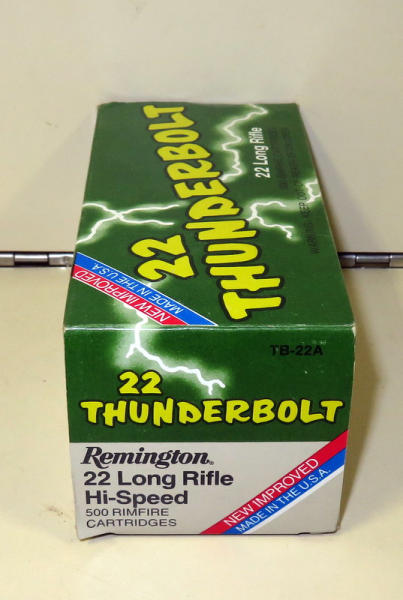 22
THUNDERBOLT
22 Long Rifle
NEW IMPROVED
MADE IN THE U.S.A.
TB-22A
22
THUNDERBOLT
Remington
22 Long Rifle
Hi-Speed
500 RIMFIRE
CARTRIDGES
NEW IMPROVED
MADE IN THE U.S.A.